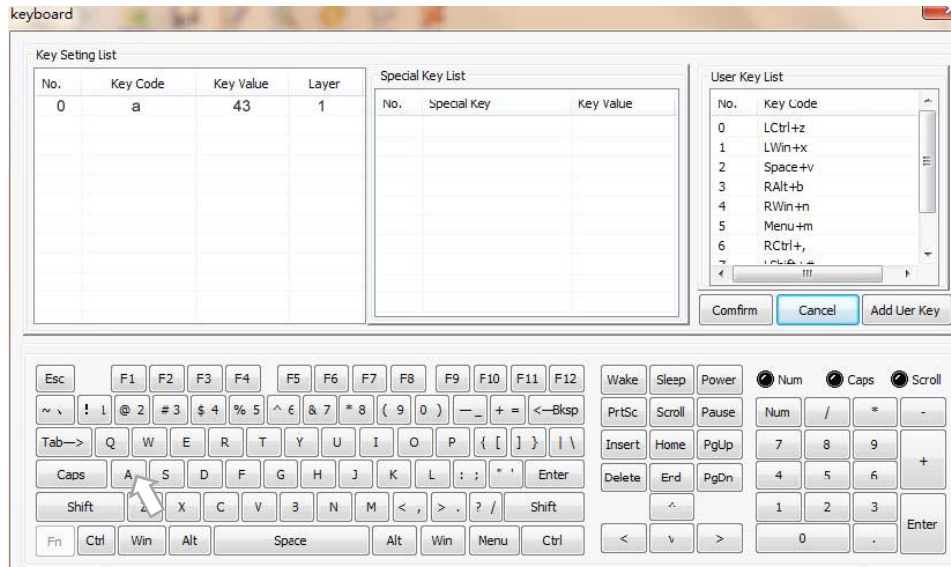 keyboard
Key Seting List
No. Key Code Key Value Layer
0 a 43 1
Special Key List
No. Special Key Key Value
User Key List
No. Key Code
0 LCtrl+z
1 LWin+x
2 Space+v
3 RAlt+b
4 RWin+n
5 Menu+m
6 RCtrl+,
Confirm Cancel Add Uer Key
Esc F1 F2 F3 F4 F5 F6 F7 F8 F9 F10 F11 F12 Wake Sleep Power Num Caps Scroll
~ 、 ! 1 @ 2 # 3 $ 4 % 5 ^ 6 & 7 * 8 ( 9 0 ) — _ + = <—Bksp PrtSc Scroll Pause Num / * -
Tab—> Q W E R T Y U I O P { [ ] } | \ Insert Home PgUp 7 8 9 +
Caps A S D F G H J K L : ; " ' Enter Delete End PgDn 4 5 6
Shift Z X C V B N M < , > . ? / Shift ^ 1 2 3 Enter
Fn Ctrl Win Alt Space Alt Win Menu Ctrl < v > 0 .